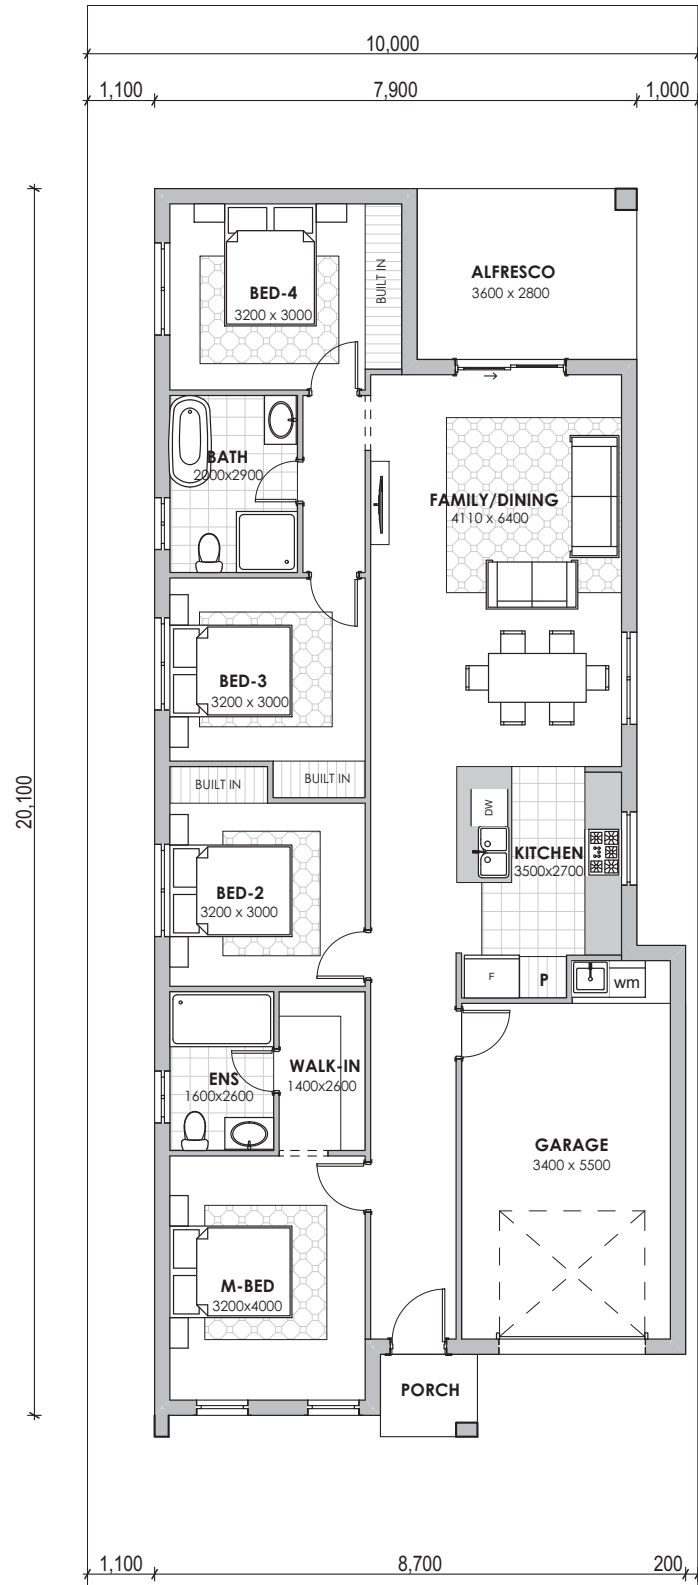 10,000
1,100
7,900
1,000
BED-4
3200 x 3000
BUILT IN
ALFRESCO
3600 x 2800
BATH
2000x2900
FAMILY/DINING
4110 x 6400
BED-3
3200 x 3000
BUILT IN
BUILT IN
20,100
DW
KITCHEN
3500x2700
BED-2
3200 x 3000
F
P
wm
ENS
1600x2600
WALK-IN
1400x2600
GARAGE
3400 x 5500
M-BED
3200x4000
PORCH
1,100
8,700
200